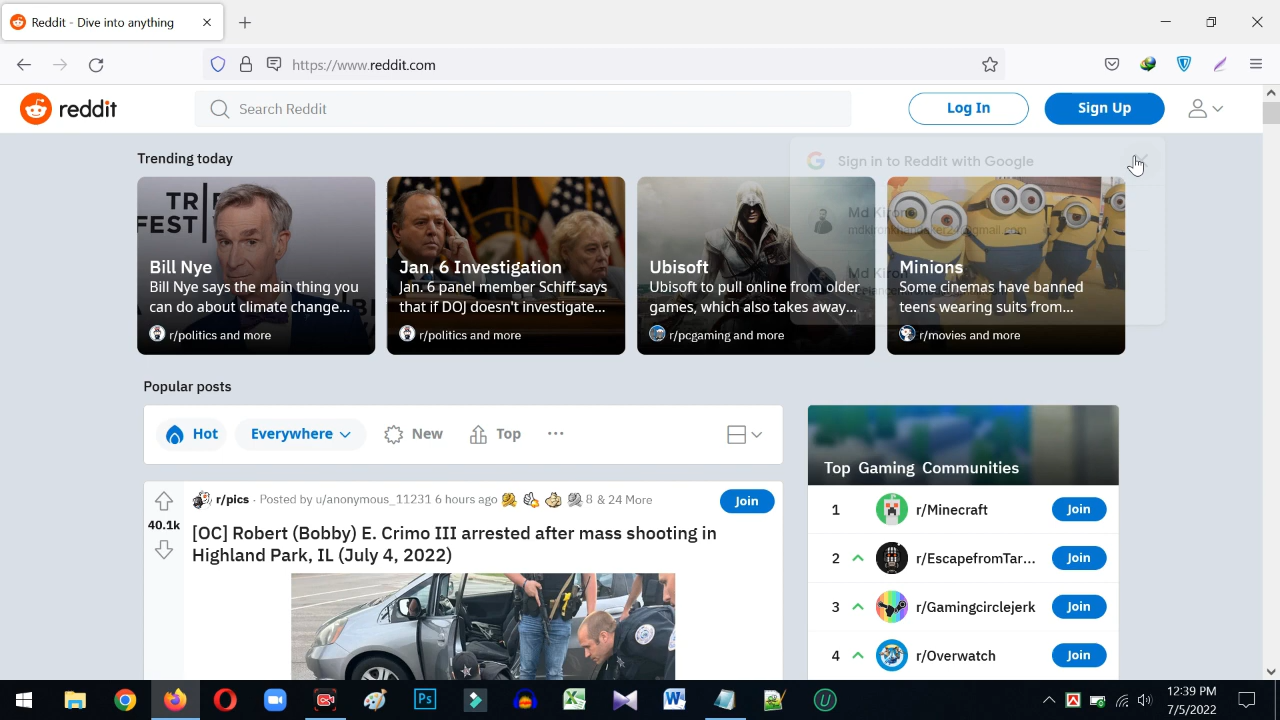 Reddit - Dive into anything
https://www.reddit.com
reddit
Search Reddit
Log In
Sign Up
Trending today
Sign in to Reddit with Google
Md Kiron
Md Kiron
TR F
FEST
Bill Nye
Bill Nye says the main thing you
can do about climate change...
r/politics and more
Jan. 6 Investigation
Jan. 6 panel member Schiff says
that if DOJ doesn't investigate...
r/politics and more
Ubisoft
Ubisoft to pull online from older
games, which also takes away...
r/pcgaming and more
Minions
Some cinemas have banned
teens wearing suits from...
r/movies and more
Popular posts
Hot
Everywhere
New
Top
r/pics · Posted by u/anonymous_11231 6 hours ago 8 & 24 More
Join
40.1k
[OC] Robert (Bobby) E. Crimo III arrested after mass shooting in
Highland Park, IL (July 4, 2022)
Top Gaming Communities
1 r/Minecraft Join
2 r/EscapefromTar... Join
3 r/Gamingcirclejerk Join
4 r/Overwatch Join
Ps
12:39 PM
7/5/2022